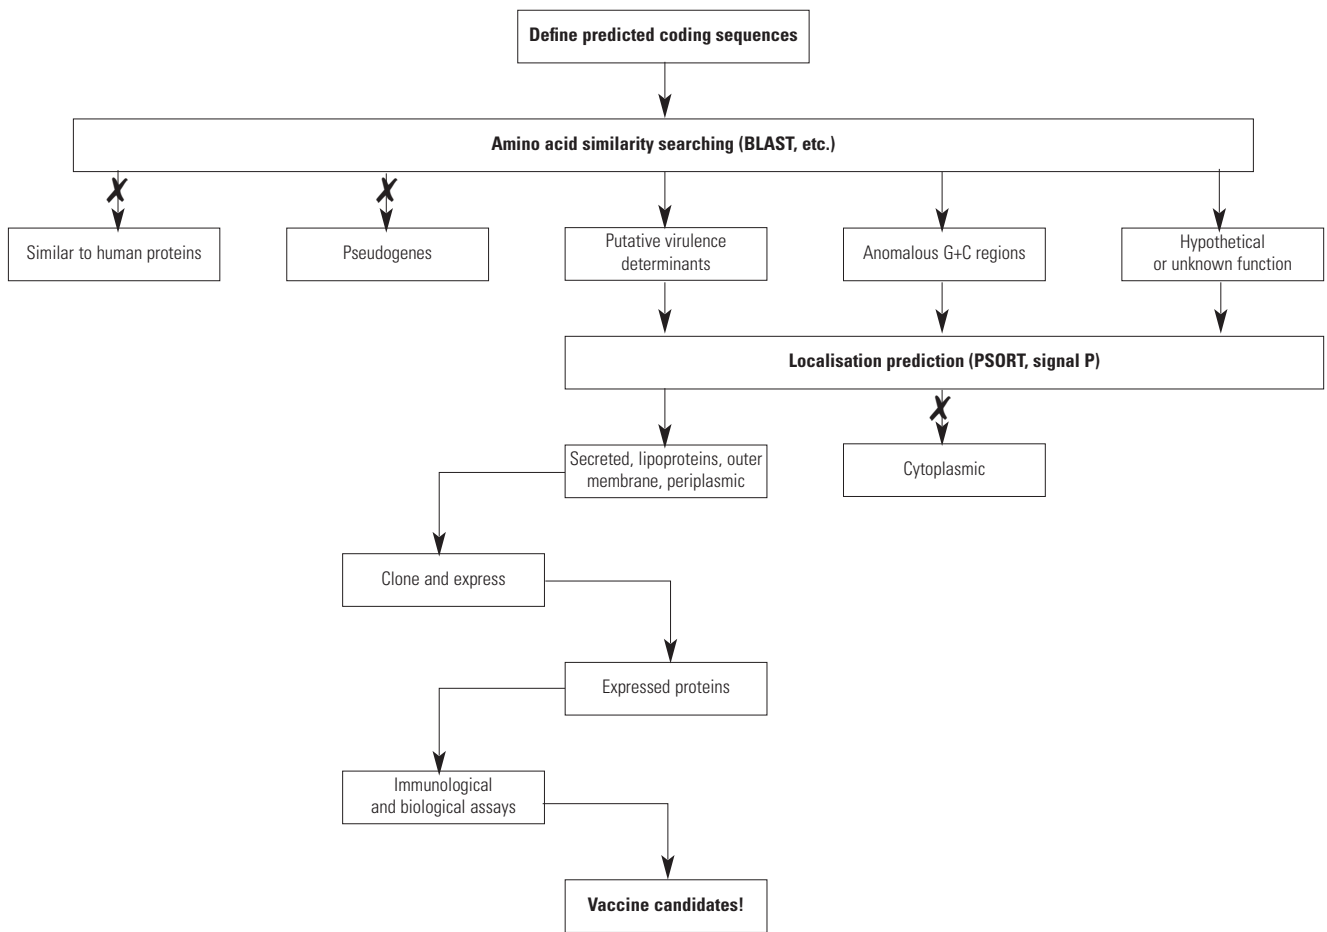 Define predicted coding sequences
Amino acid similarity searching (BLAST, etc.)
Similar to human proteins
Pseudogenes
Putative virulence
determinants
Anomalous G+C regions
Hypothetical
or unknown function
Localisation prediction (PSORT, signal P)
Secreted, lipoproteins, outer
membrane, periplasmic
Cytoplasmic
Clone and express
Expressed proteins
Immunological
and biological assays
Vaccine candidates!